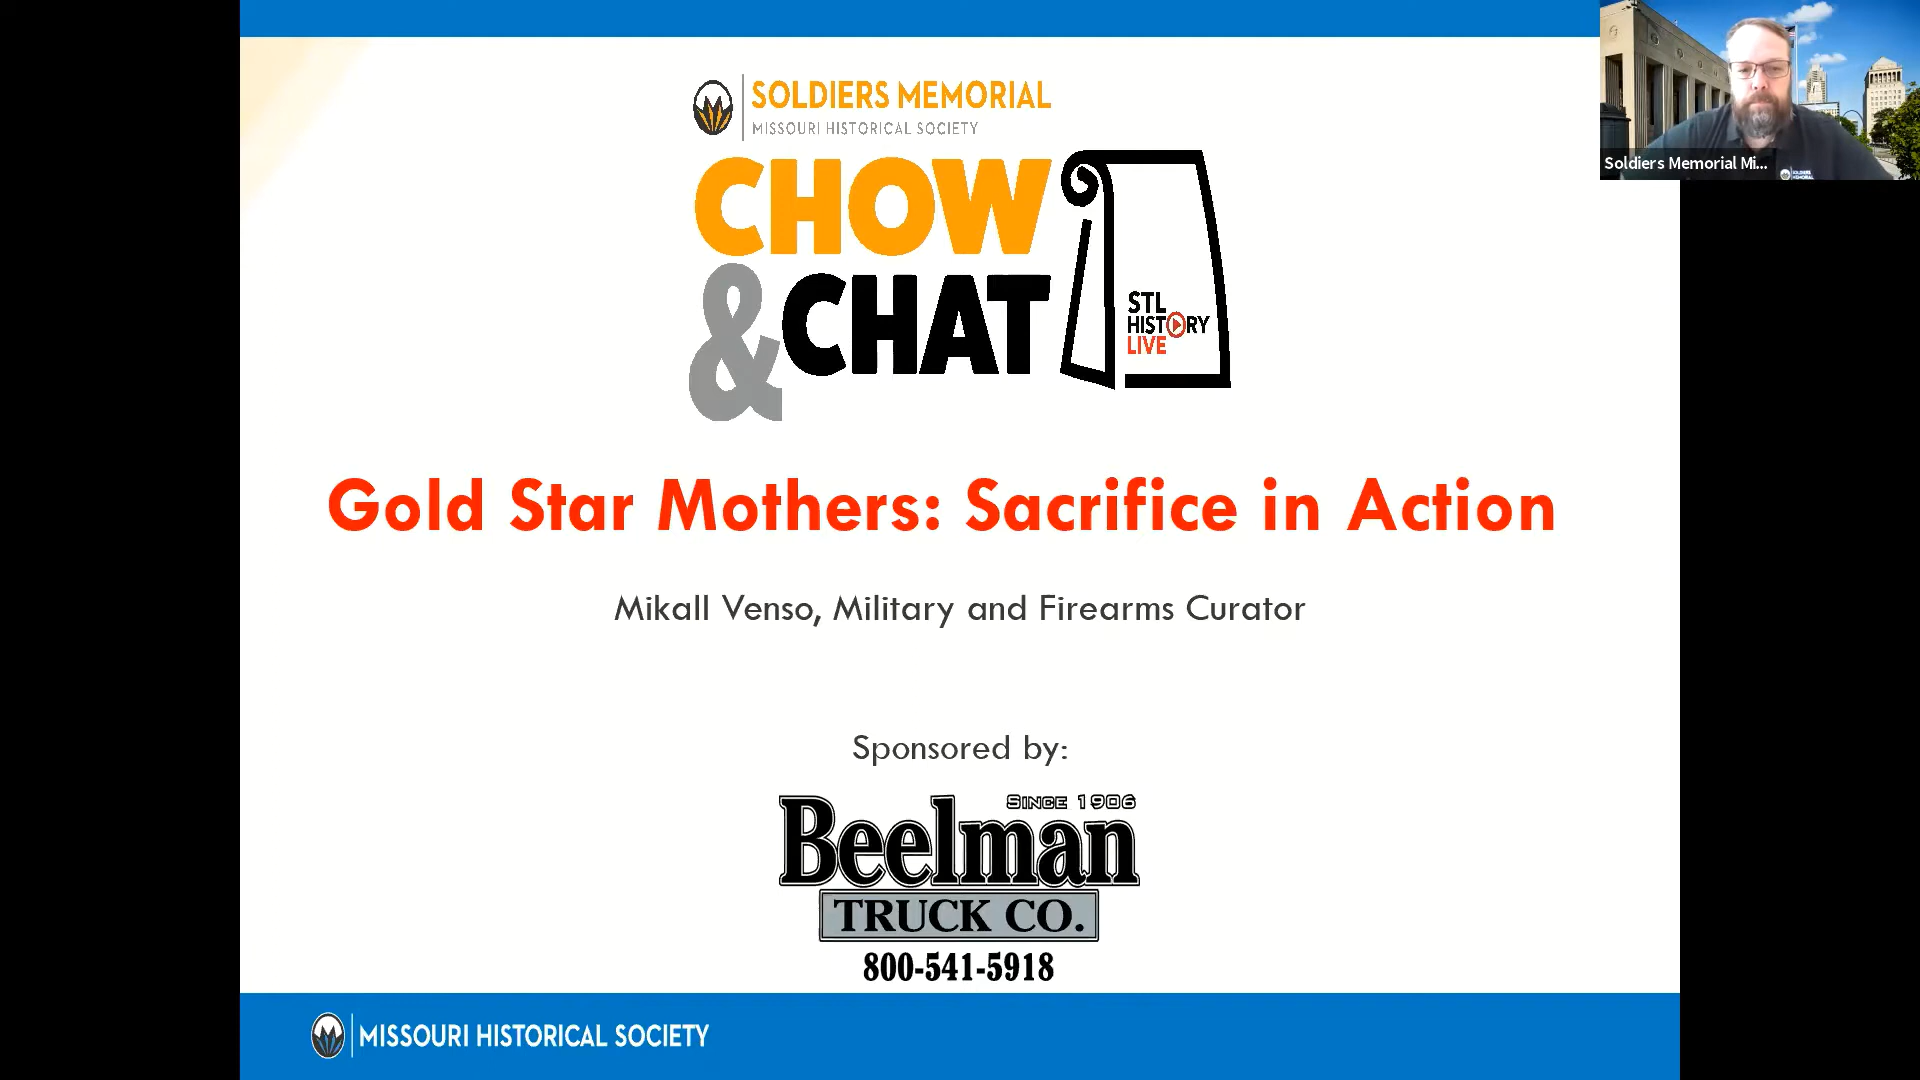 SOLDIERS MEMORIAL
MISSOURI HISTORICAL SOCIETY
CHOW
& CHAT
STL
HISTORY
LIVE
Gold Star Mothers: Sacrifice in Action
Mikall Venso, Military and Firearms Curator
Sponsored by:
SINCE 1906
Beelman
TRUCK CO.
800-541-5918
MISSOURI HISTORICAL SOCIETY
Soldiers Memorial Mi...
SOLDIERS
MEMORIAL